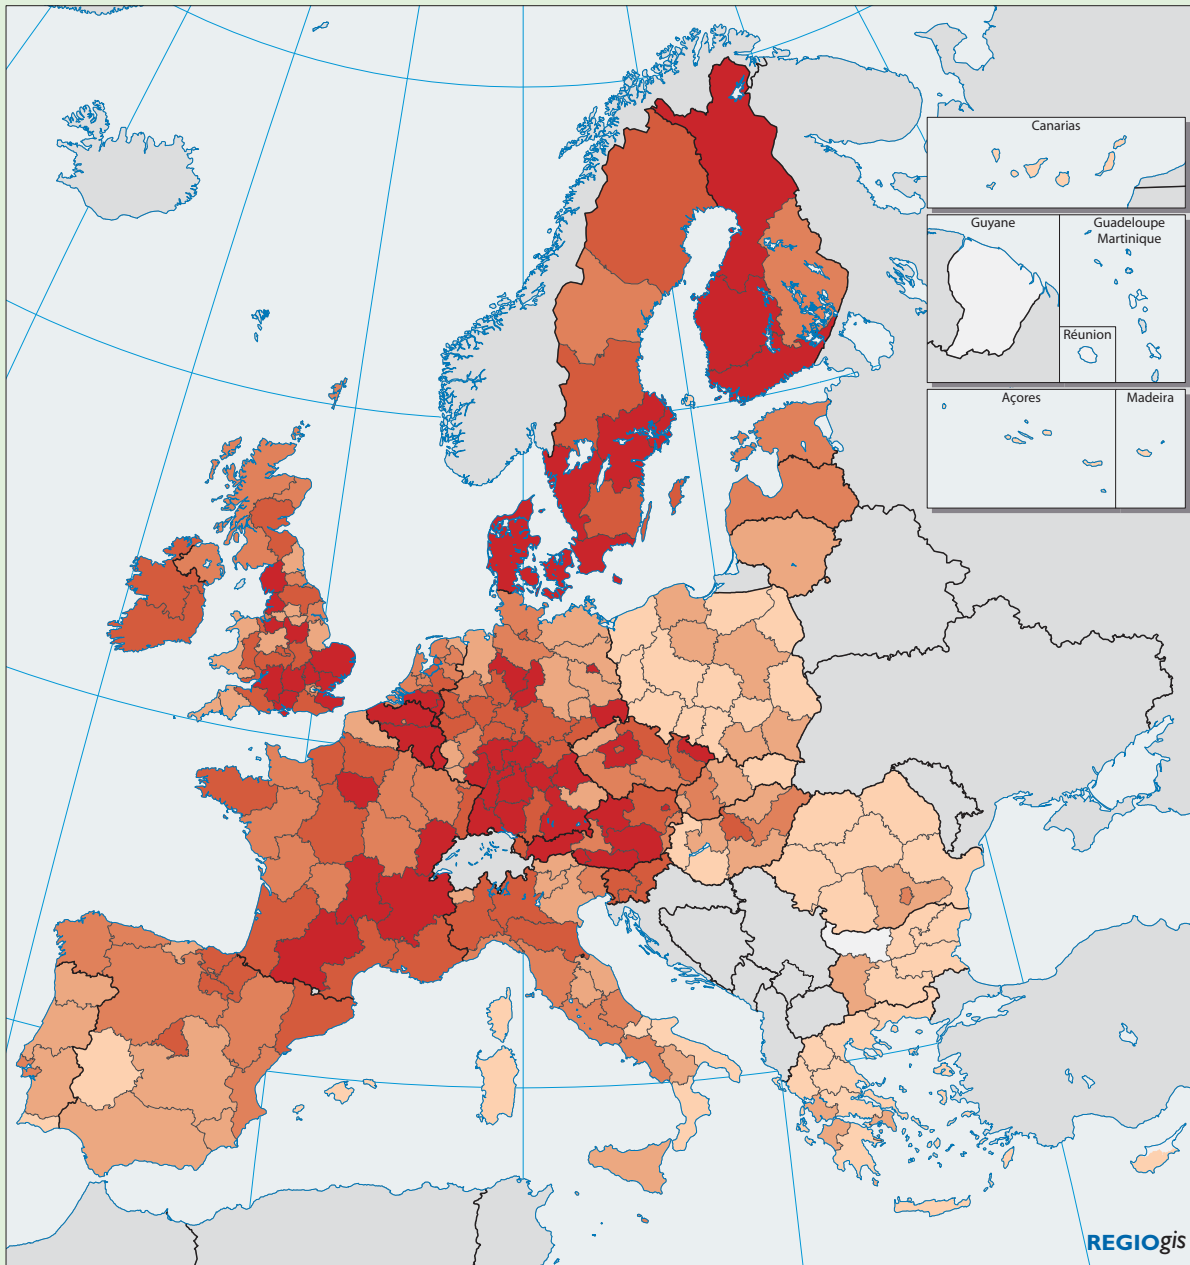 Canarias
Guyane
Guadeloupe
Martinique
Réunion
Açores
Madeira
REGIOgis